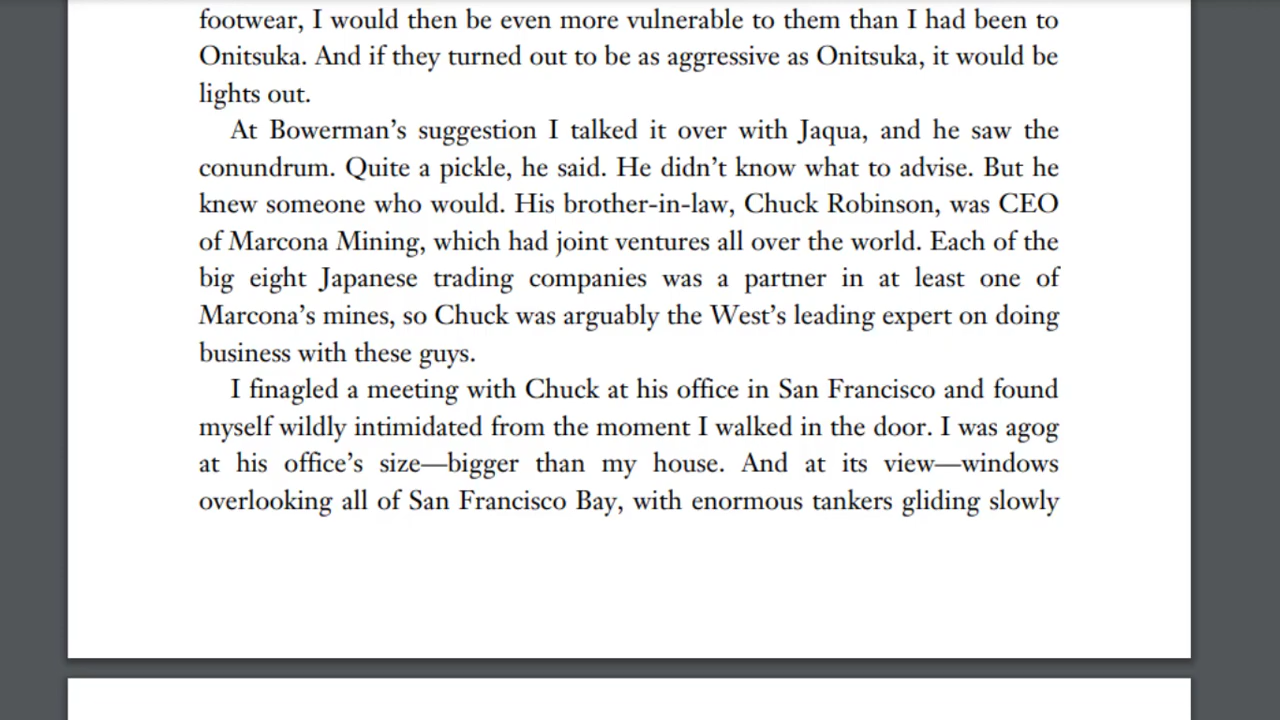 footwear, I would then be even more vulnerable to them than I had been to
Onitsuka. And if they turned out to be as aggressive as Onitsuka, it would be
lights out.
At Bowerman’s suggestion I talked it over with Jaqua, and he saw the
conundrum. Quite a pickle, he said. He didn’t know what to advise. But he
knew someone who would. His brother-in-law, Chuck Robinson, was CEO
of Marcona Mining, which had joint ventures all over the world. Each of the
big eight Japanese trading companies was a partner in at least one of
Marcona’s mines, so Chuck was arguably the West’s leading expert on doing
business with these guys.
I finagled a meeting with Chuck at his office in San Francisco and found
myself wildly intimidated from the moment I walked in the door. I was agog
at his office’s size—bigger than my house. And at its view—windows
overlooking all of San Francisco Bay, with enormous tankers gliding slowly